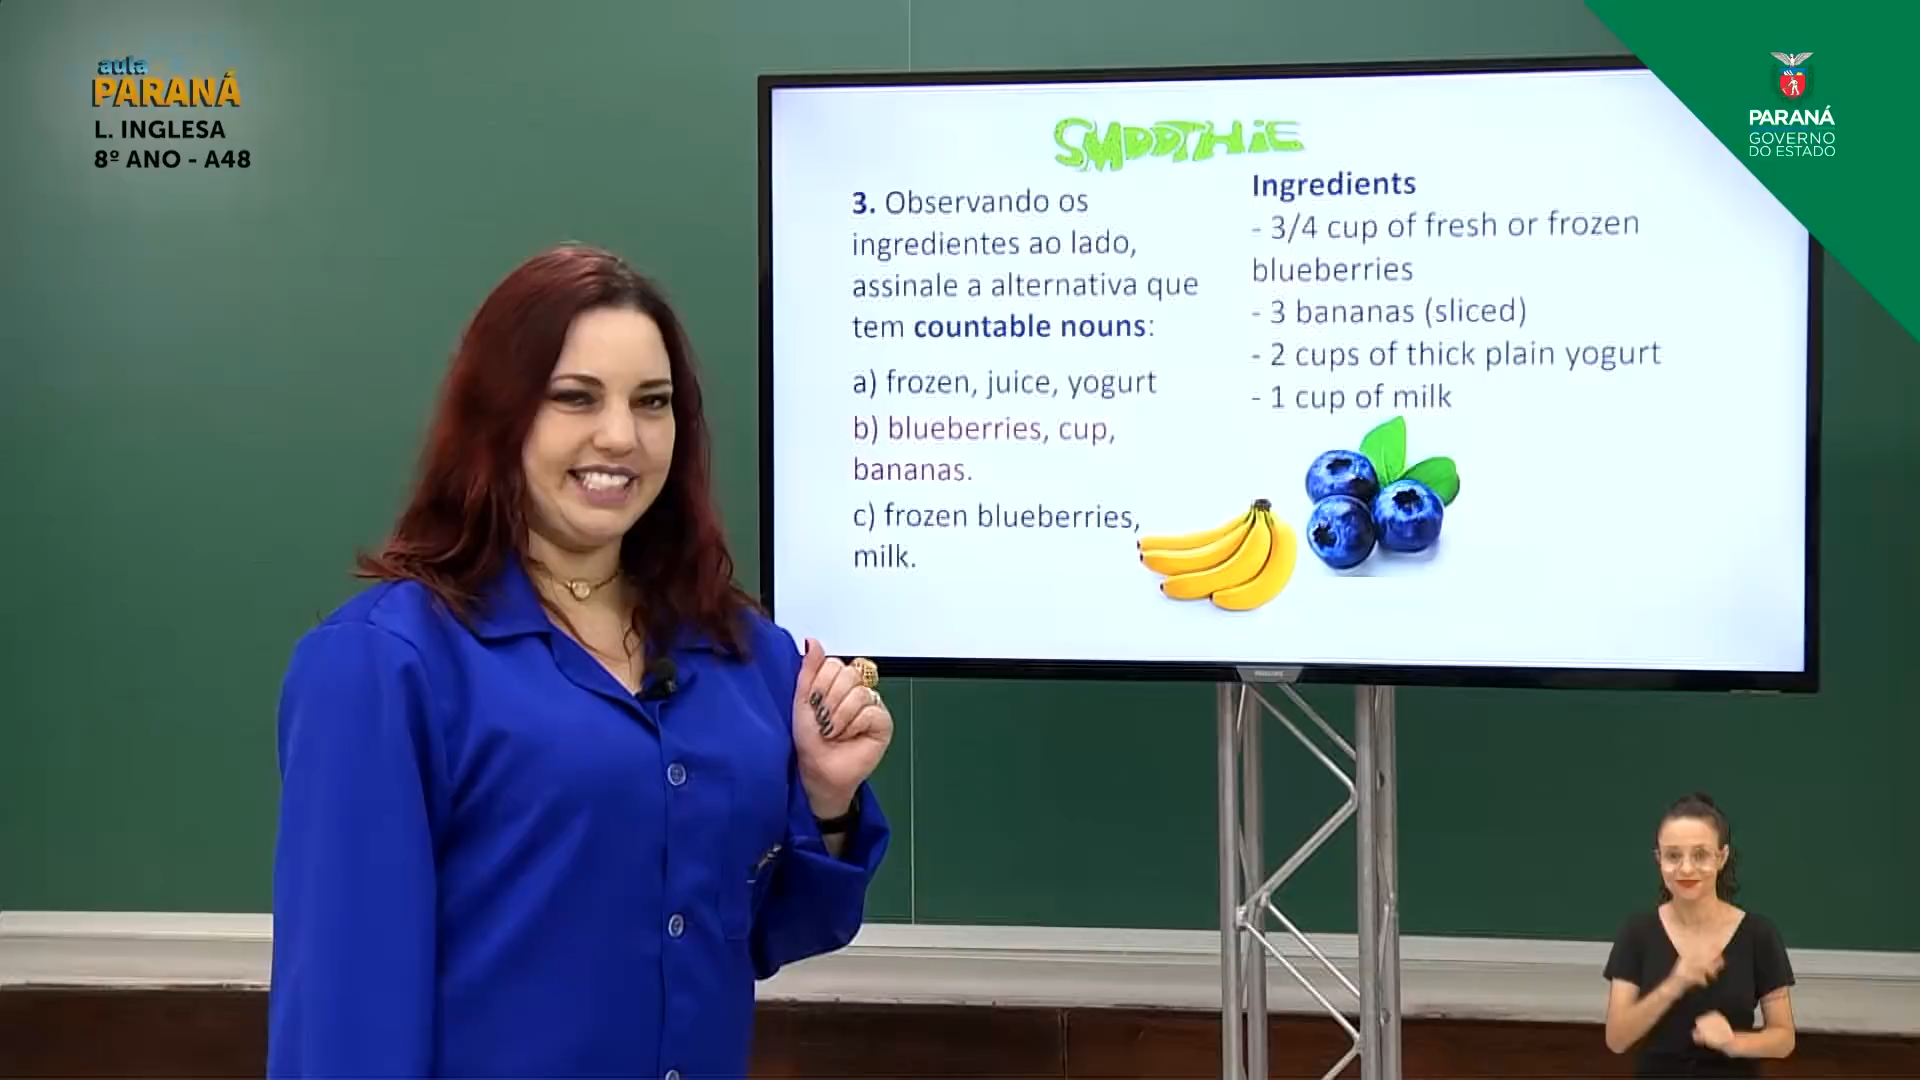 aula
PARANÁ
L. INGLESA
8º ANO - A48
SMOOTHiE
3. Observando os
ingredientes ao lado,
assinale a alternativa que
tem countable nouns:
a) frozen, juice, yogurt
b) blueberries, cup,
bananas.
c) frozen blueberries,
milk.
Ingredients
- 3/4 cup of fresh or frozen
blueberries
- 3 bananas (sliced)
- 2 cups of thick plain yogurt
- 1 cup of milk
PARANÁ
GOVERNO
DO ESTADO
PHILIPS